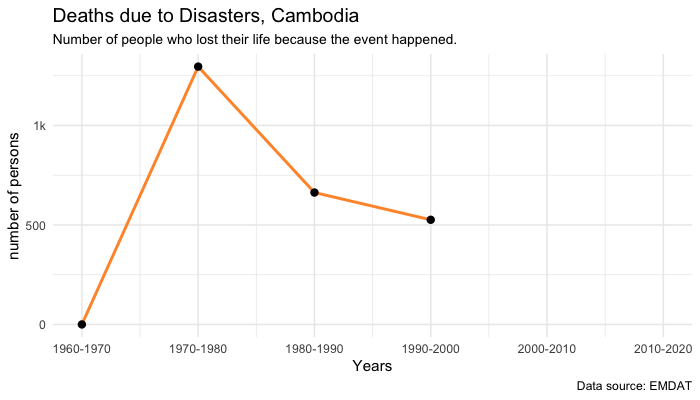 Deaths due to Disasters, Cambodia
Number of people who lost their life because the event happened.
number of persons
1k
500
0
1960-1970 1970-1980 1980-1990 1990-2000 2000-2010 2010-2020
Years
Data source: EMDAT